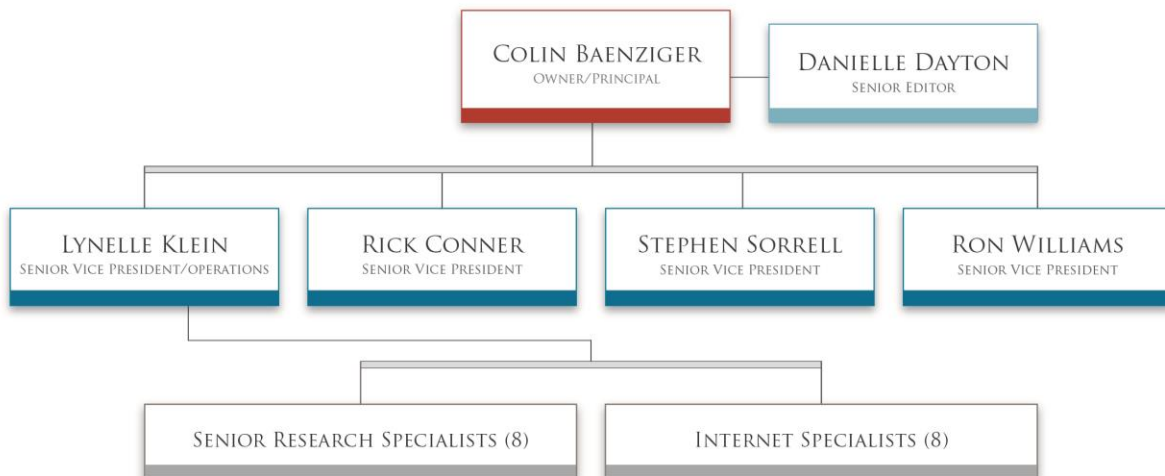 COLIN BAENZIGER
OWNER/PRINCIPAL
DANIELLE DAYTON
SENIOR EDITOR
LYNELLE KLEIN
SENIOR VICE PRESIDENT/OPERATIONS
RICK CONNER
SENIOR VICE PRESIDENT
STEPHEN SORRELL
SENIOR VICE PRESIDENT
RON WILLIAMS
SENIOR VICE PRESIDENT
SENIOR RESEARCH SPECIALISTS (8)
INTERNET SPECIALISTS (8)